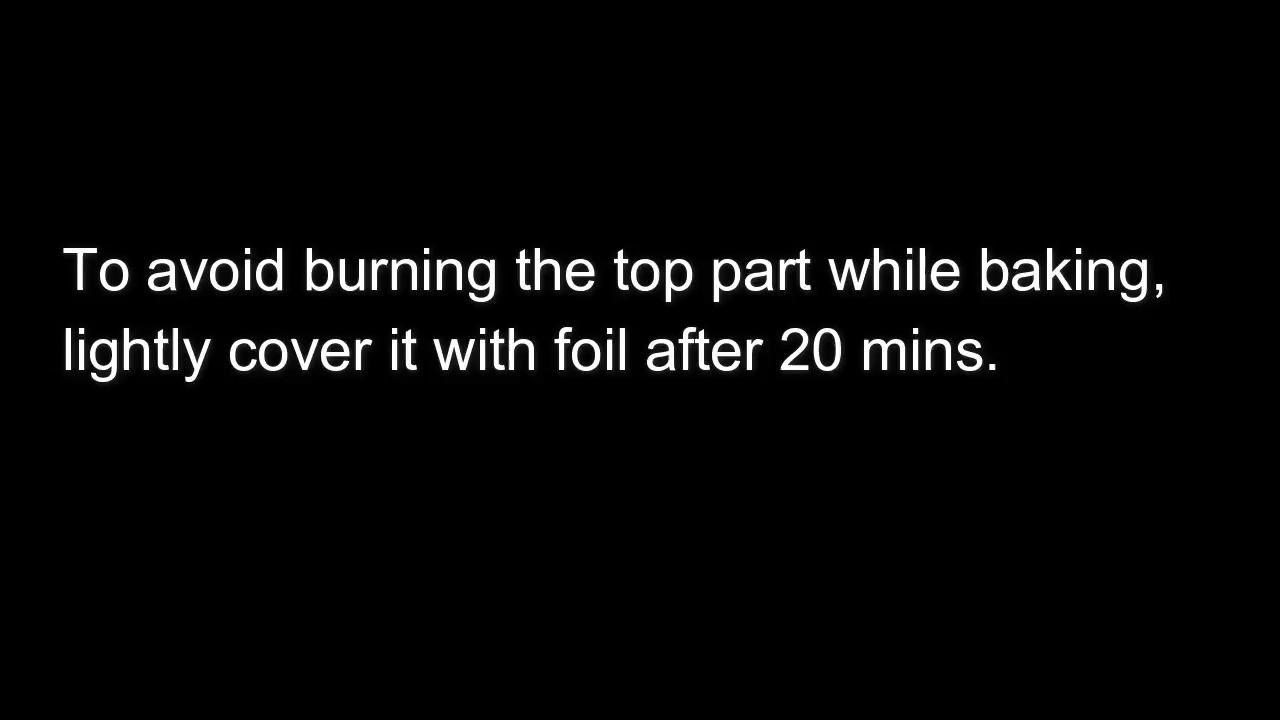 To avoid burning the top part while baking,
lightly cover it with foil after 20 mins.